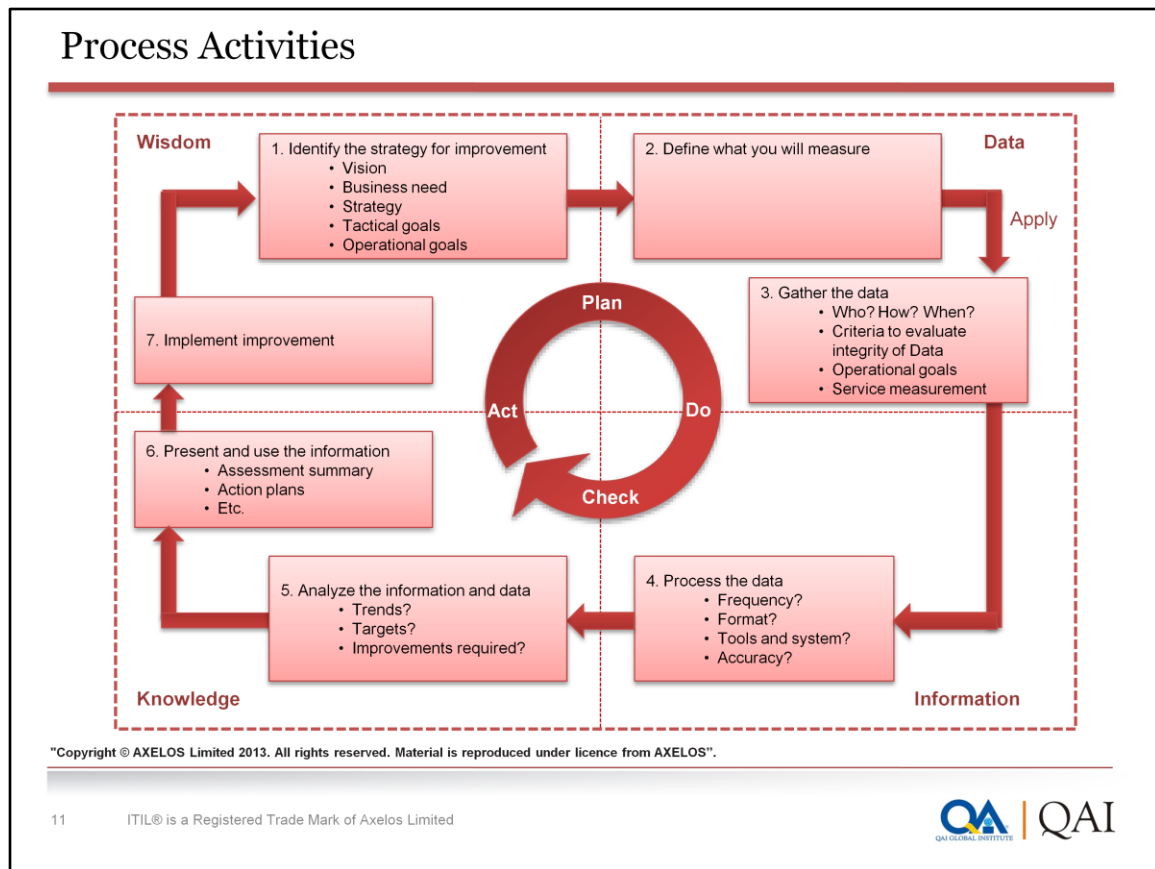 Process Activities
Wisdom
Data
1. Identify the strategy for improvement
• Vision
• Business need
• Strategy
• Tactical goals
• Operational goals
2. Define what you will measure
Apply
3. Gather the data
• Who? How? When?
• Criteria to evaluate
integrity of Data
• Operational goals
• Service measurement
7. Implement improvement
Plan
Act
Do
Check
6. Present and use the information
• Assessment summary
• Action plans
• Etc.
5. Analyze the information and data
• Trends?
• Targets?
• Improvements required?
4. Process the data
• Frequency?
• Format?
• Tools and system?
• Accuracy?
Knowledge
Information
"Copyright © AXELOS Limited 2013. All rights reserved. Material is reproduced under licence from AXELOS”.
11
ITIL® is a Registered Trade Mark of Axelos Limited
QA
QAI GLOBAL INSTITUTE
QAI